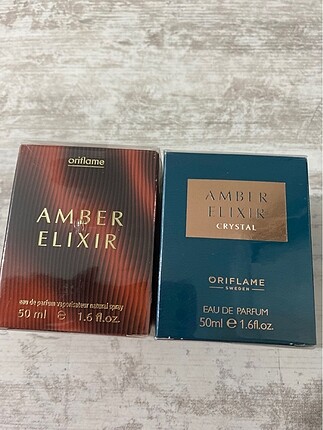 oriflame
AMBER
ELIXIR
eau de parfum vaporisateur natural spray
50 ml e 1.6 fl.oz.
AMBER
ELIXIR
CRYSTAL
ORIFLAME
SWEDEN
EAU DE PARFUM
50ml e 1.6fl.oz.